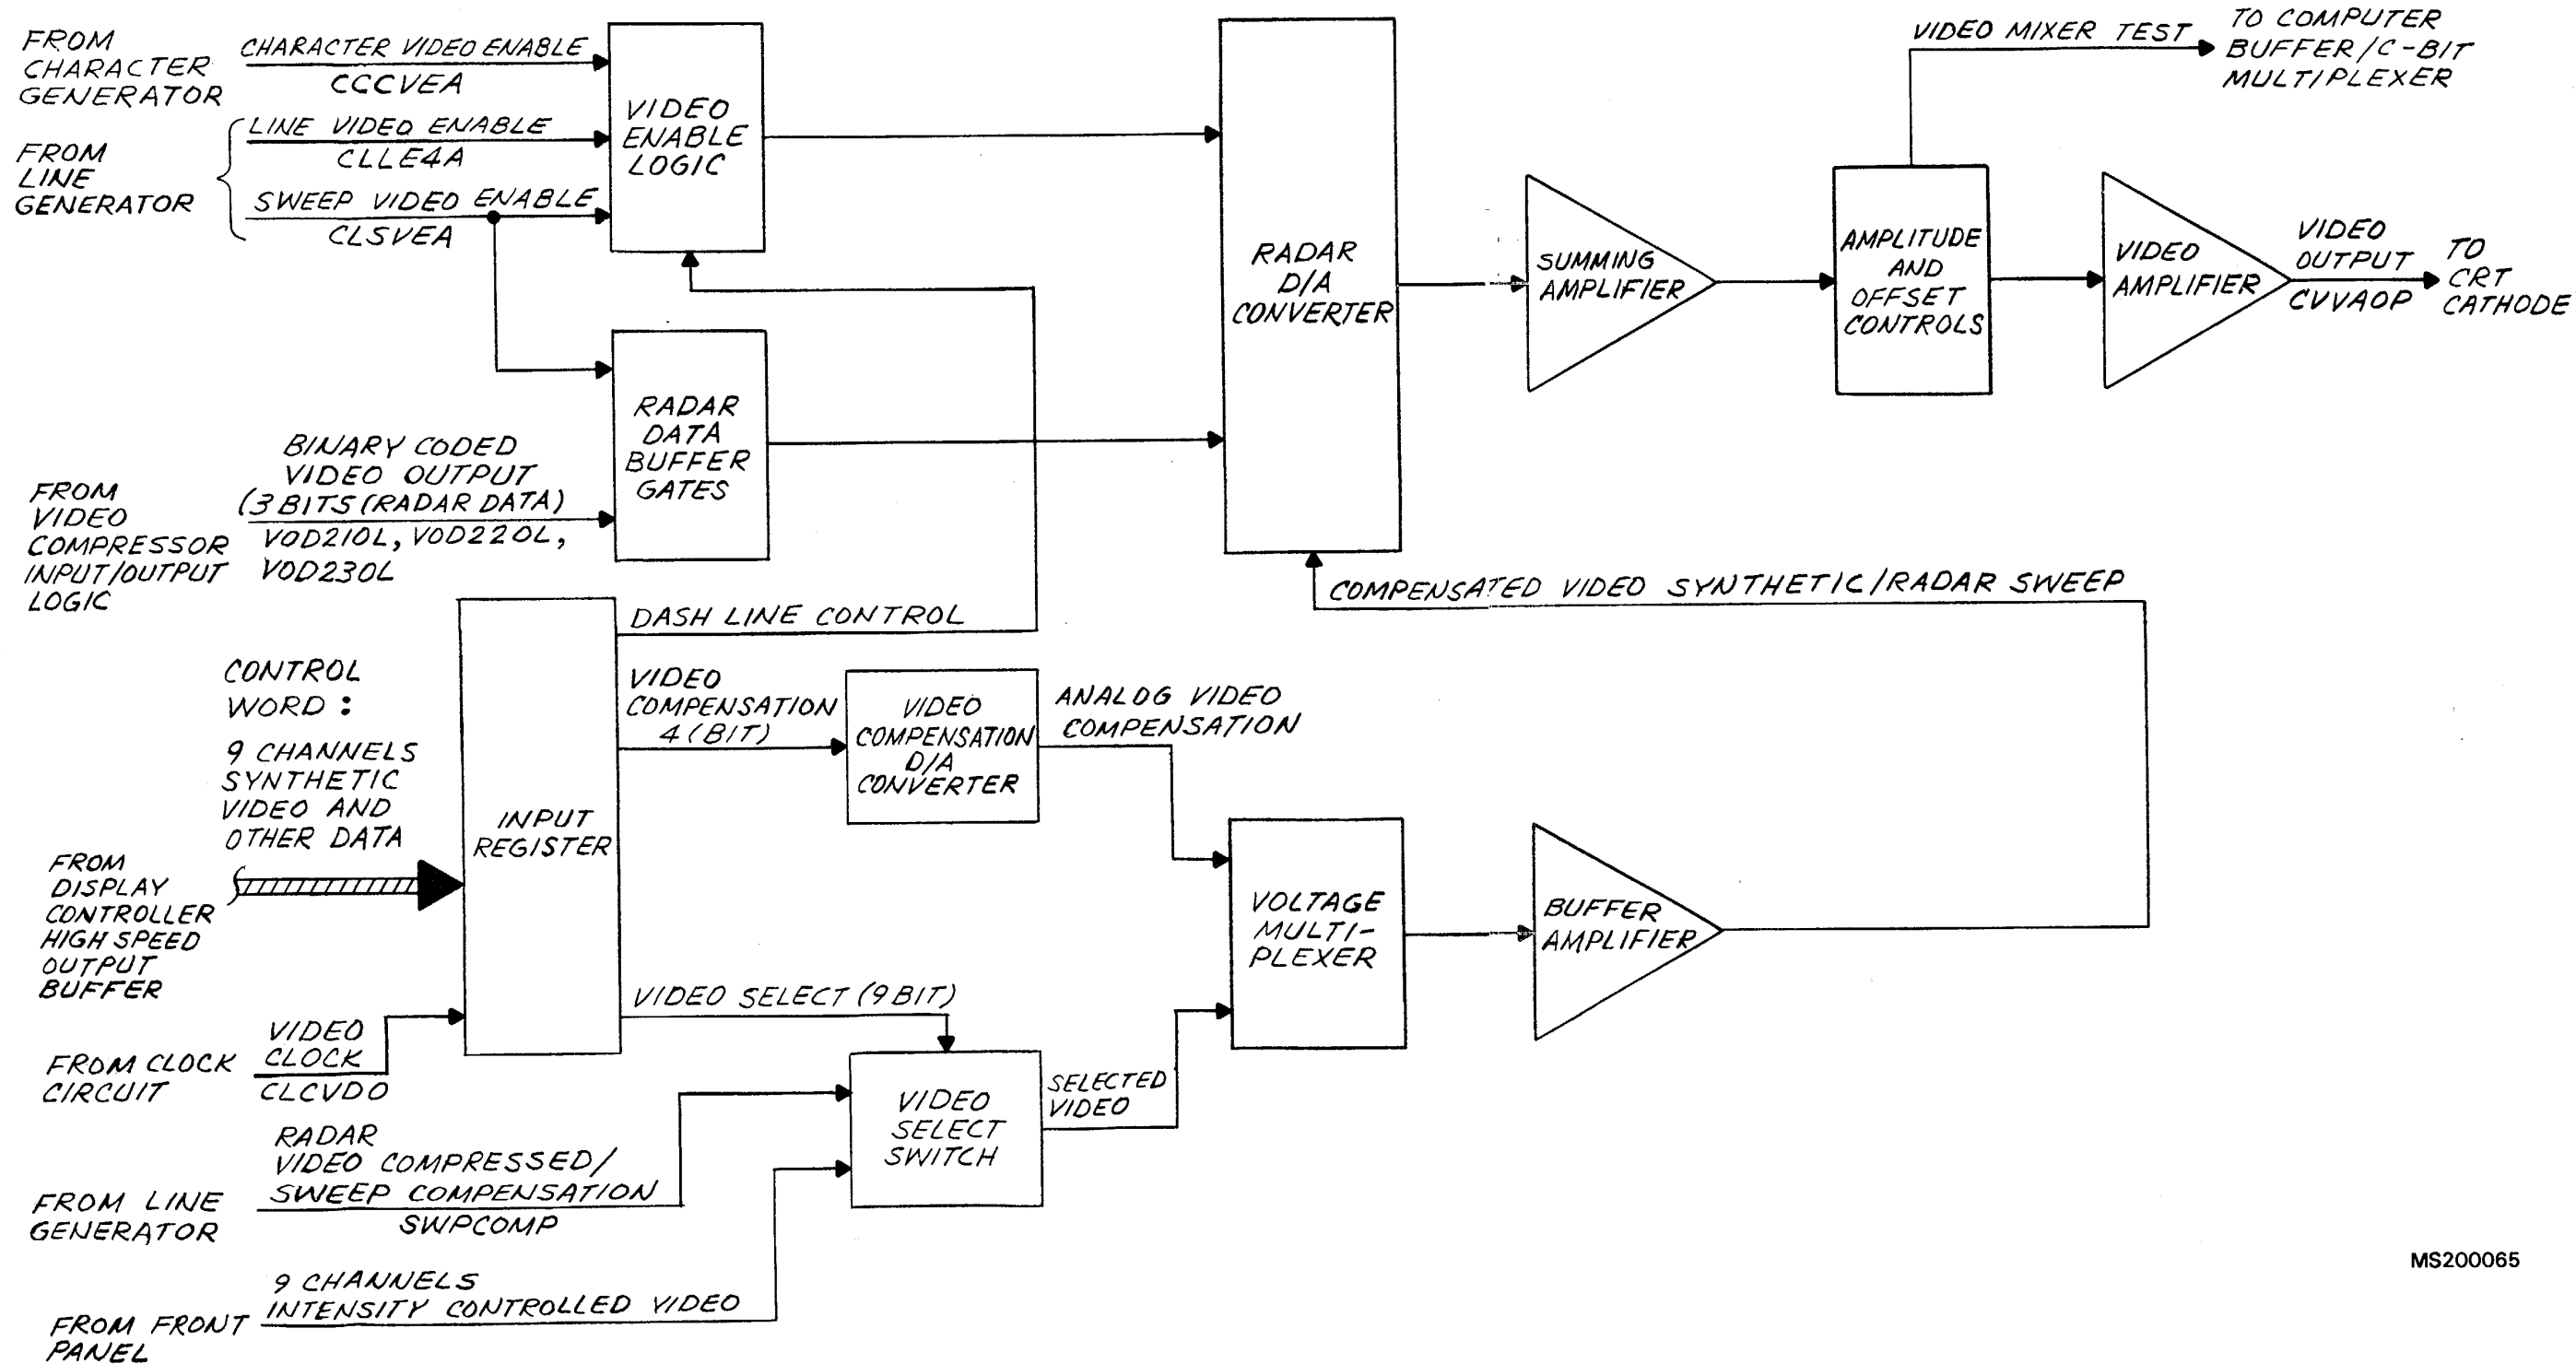 FROM
CHARACTER
GENERATOR
CHARACTER VIDEO ENABLE
CCCVEA
FROM
LINE
GENERATOR
LINE VIDEO ENABLE
CLLE4A
SWEEP VIDEO ENABLE
CLSVEA
VIDEO
ENABLE
LOGIC
RADAR
DATA
BUFFER
GATES
FROM
VIDEO
COMPRESSOR
INPUT/OUTPUT
LOGIC
BINARY CODED
VIDEO OUTPUT
(3 BITS (RADAR DATA)
VOD210L, VOD220L,
VOD230L
RADAR
D/A
CONVERTER
SUMMING
AMPLIFIER
AMPLITUDE
AND
OFFSET
CONTROLS
VIDEO MIXER TEST
TO COMPUTER
BUFFER/C-BIT
MULTIPLEXER
VIDEO
AMPLIFIER
VIDEO
OUTPUT
CVVAOP
TO
CRT
CATHODE
COMPENSATED VIDEO SYNTHETIC/RADAR SWEEP
DASH LINE CONTROL
CONTROL
WORD :
9 CHANNELS
SYNTHETIC
VIDEO AND
OTHER DATA
FROM
DISPLAY
CONTROLLER
HIGH SPEED
OUTPUT
BUFFER
INPUT
REGISTER
VIDEO
COMPENSATION
4 (BIT)
VIDEO
COMPENSATION
D/A
CONVERTER
ANALOG VIDEO
COMPENSATION
VOLTAGE
MULTI-
PLEXER
BUFFER
AMPLIFIER
VIDEO SELECT (9 BIT)
FROM CLOCK
CIRCUIT
VIDEO
CLOCK
CLCVDO
VIDEO
SELECT
SWITCH
SELECTED
VIDEO
FROM LINE
GENERATOR
RADAR
VIDEO COMPRESSED/
SWEEP COMPENSATION
SWPCOMP
FROM FRONT
PANEL
9 CHANNELS
INTENSITY CONTROLLED VIDEO
MS200065